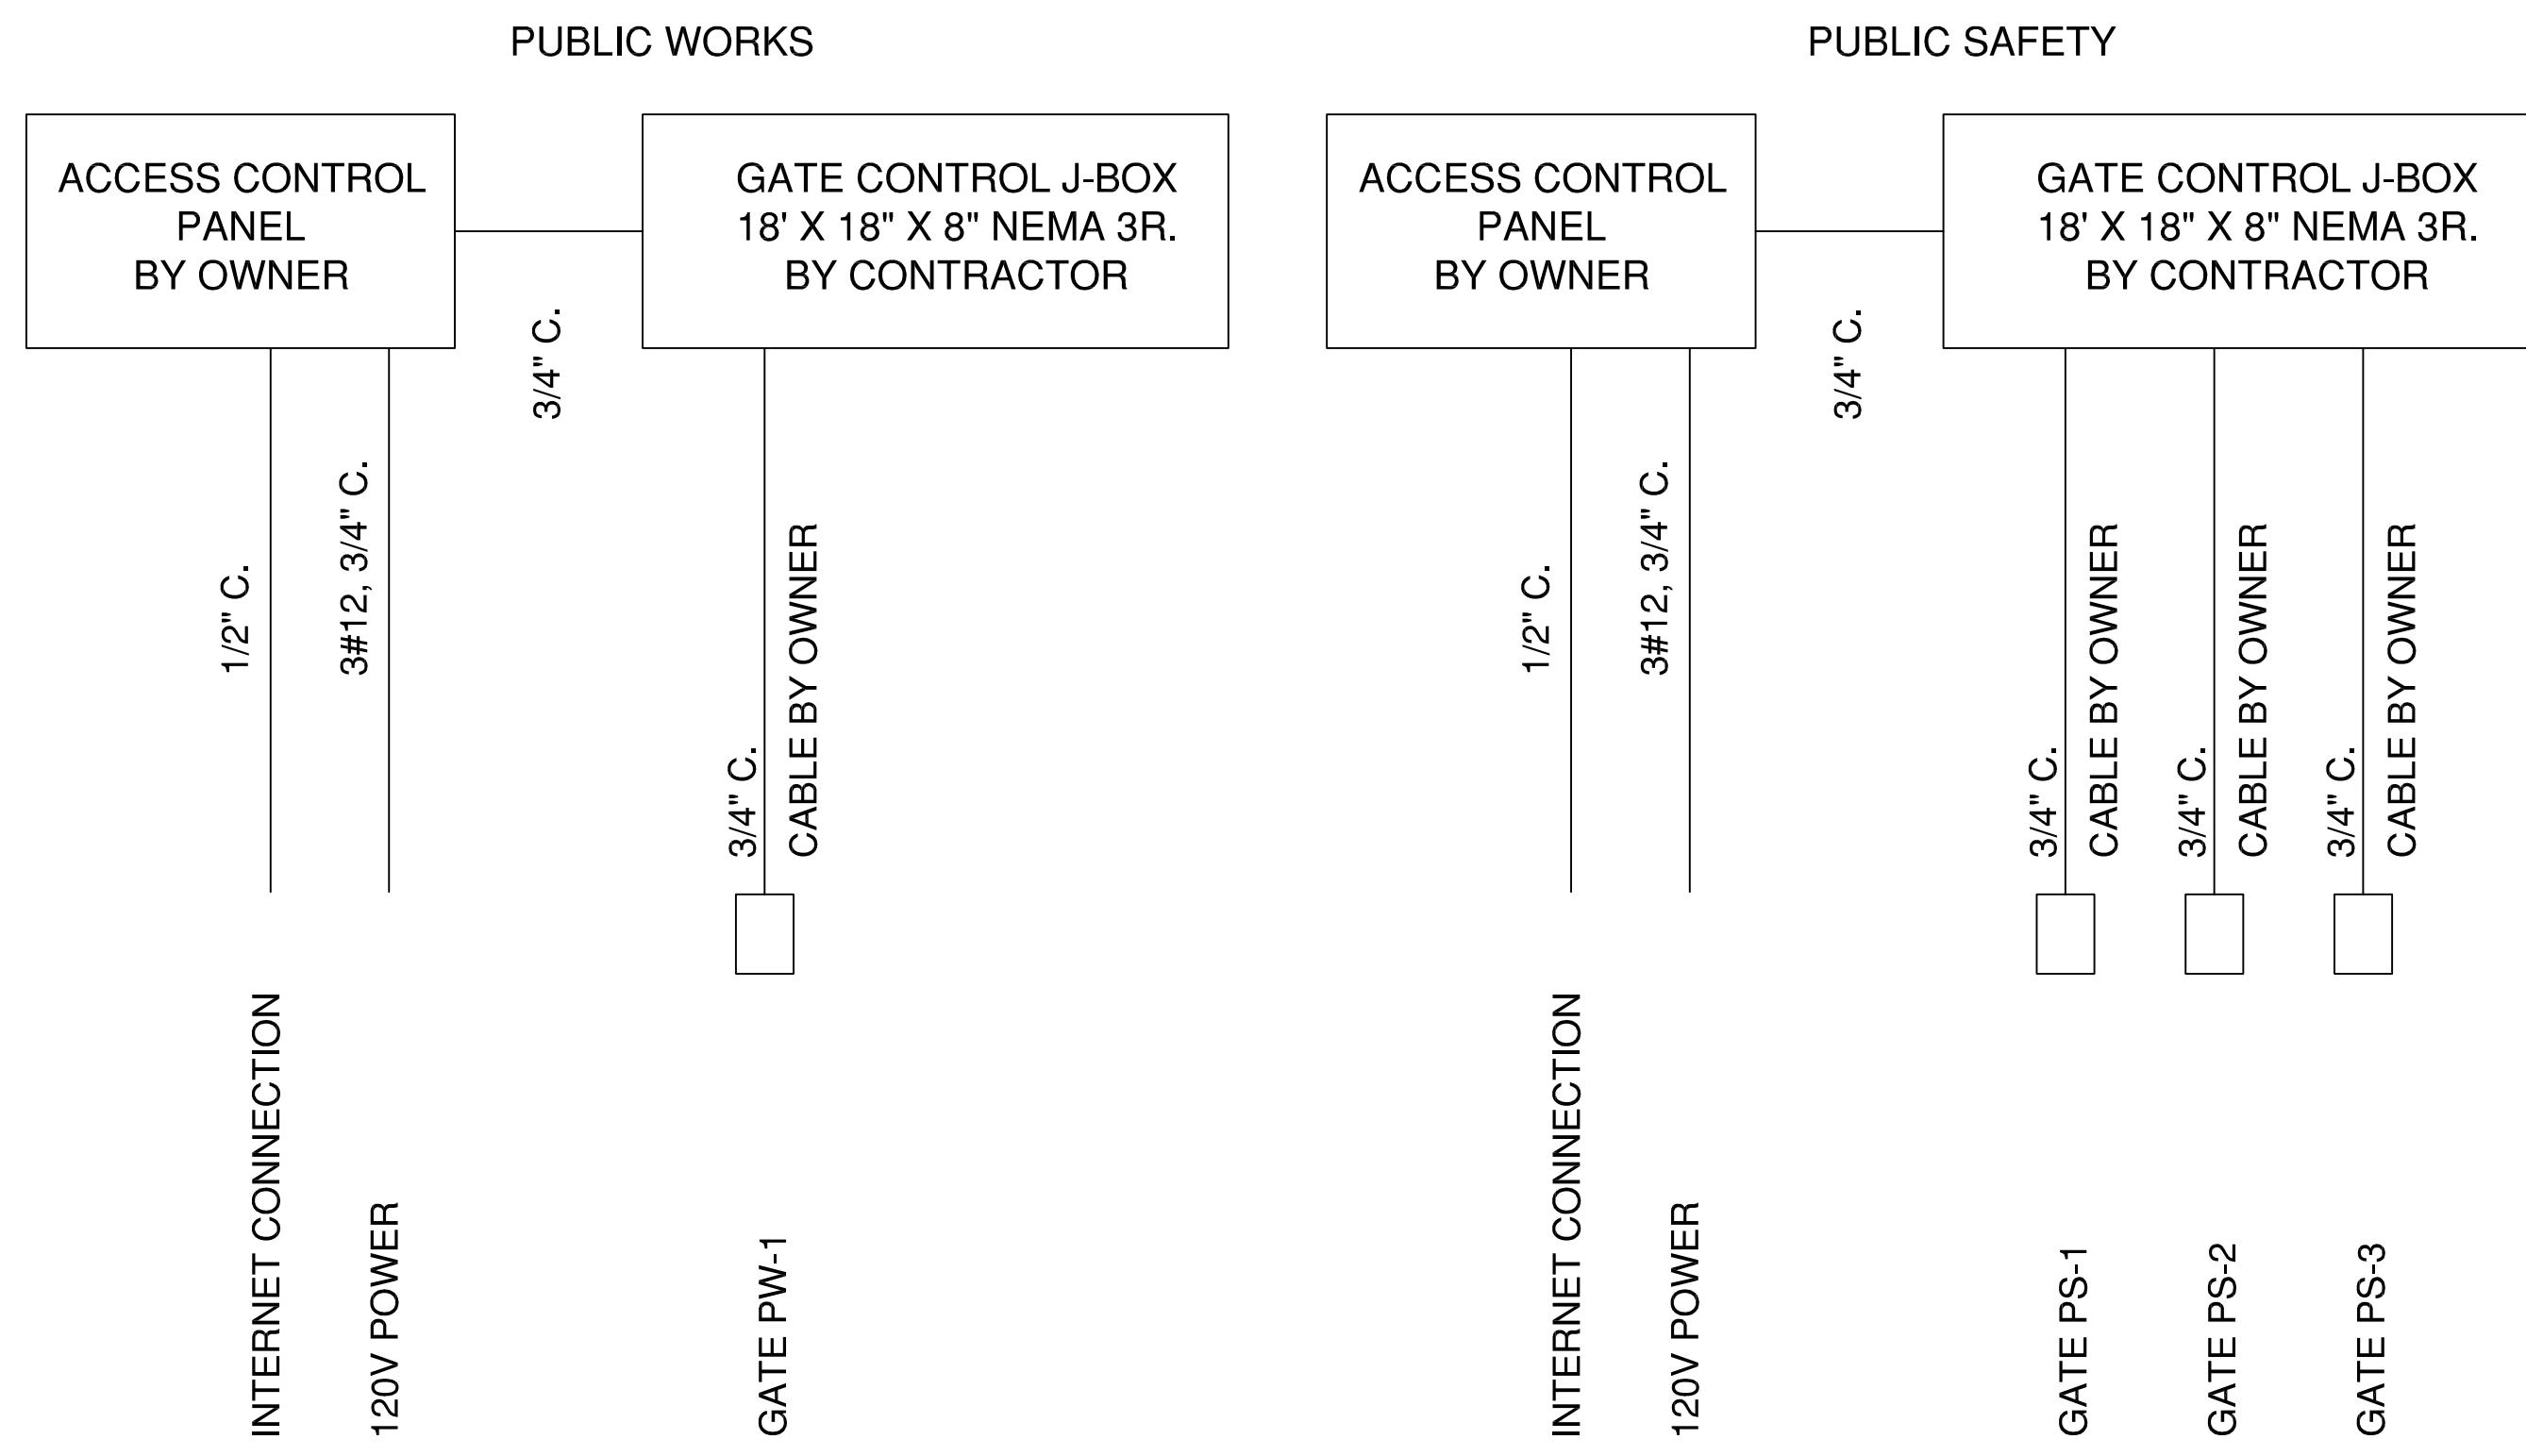 PUBLIC WORKS
ACCESS CONTROL
PANEL
BY OWNER
3/4" C.
GATE CONTROL J-BOX
18' X 18" X 8" NEMA 3R.
BY CONTRACTOR
1/2" C.
3#12, 3/4" C.
3/4" C.
CABLE BY OWNER
INTERNET CONNECTION
120V POWER
GATE PW-1
PUBLIC SAFETY
ACCESS CONTROL
PANEL
BY OWNER
3/4" C.
GATE CONTROL J-BOX
18' X 18" X 8" NEMA 3R.
BY CONTRACTOR
1/2" C.
3#12, 3/4" C.
3/4" C.
CABLE BY OWNER
3/4" C.
CABLE BY OWNER
3/4" C.
CABLE BY OWNER
INTERNET CONNECTION
120V POWER
GATE PS-1
GATE PS-2
GATE PS-3